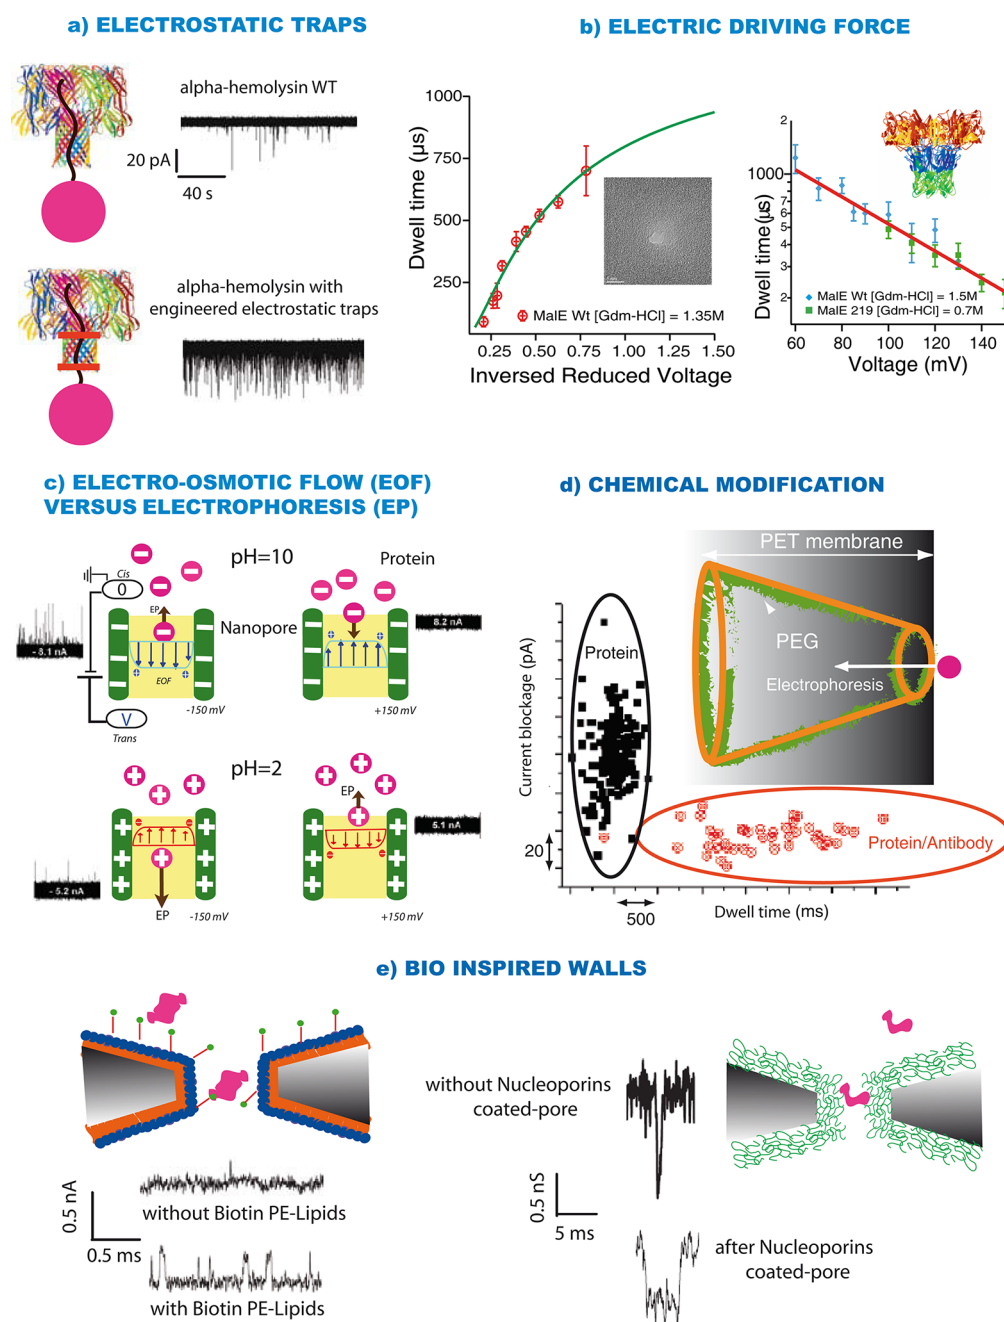 a) ELECTROSTATIC TRAPS
alpha-hemolysin WT
20 pA
40 s
alpha-hemolysin with
engineered electrostatic traps
b) ELECTRIC DRIVING FORCE
Dwell time (µs)
1000
750
500
250
0.25
0.50
0.75
1.00
1.25
1.50
MalE Wt [Gdm-HCl] = 1.35M
Inversed Reduced Voltage
Dwell time (µs)
2
1000
7
6
5
4
3
2
MalE Wt [Gdm-HCl] = 1.5M
MalE 219 [Gdm-HCl] = 0.7M
60
80
100
120
140
Voltage (mV)
c) ELECTRO-OSMOTIC FLOW (EOF)
VERSUS ELECTROPHORESIS (EP)
pH=10
Protein
Cis
0
EP
Nanopore
- 8.1 nA
8.2 nA
EOF
-150 mV
+150 mV
V
Trans
pH=2
EP
5.1 nA
- 5.2 nA
EP
-150 mV
+150 mV
d) CHEMICAL MODIFICATION
PET membrane
PEG
Electrophoresis
Current blockage (pA)
Protein
Protein/Antibody
20
500
Dwell time (ms)
e) BIO INSPIRED WALLS
without Nucleoporins
coated-pore
0.5 nA
0.5 ms
without Biotin PE-Lipids
with Biotin PE-Lipids
0.5 nS
5 ms
after Nucleoporins
coated-pore